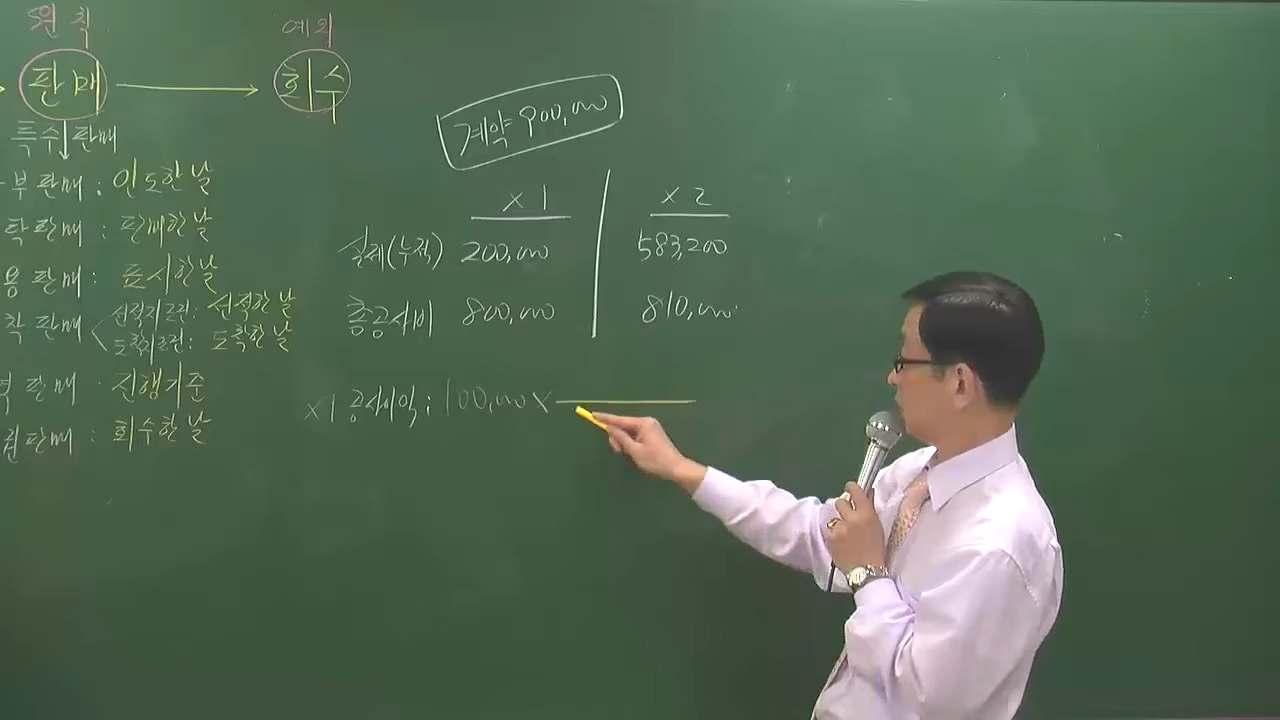 원칙 예외
판매 회수
특수판매
부판매 : 인도한 날
탁판매 : 판매한 날
용판매 : 표시한 날
착판매 선적지조건: 선적한 날
도착지조건: 도착한 날
판매 : 진행기준
판매 : 회수한 날
계약 900,000
×1 ×2
실제(누적) 200,000 583,200
총공사비 800,000 810,000
×1 공사이익 : 100,000 ×